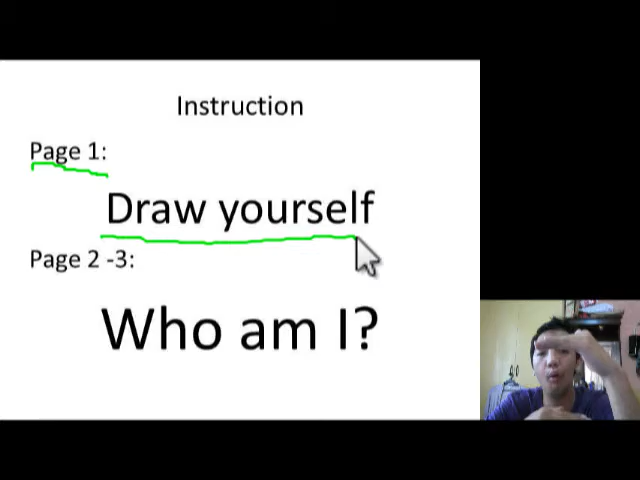 Instruction
Page 1:
Draw yourself
Page 2 -3:
Who am I?